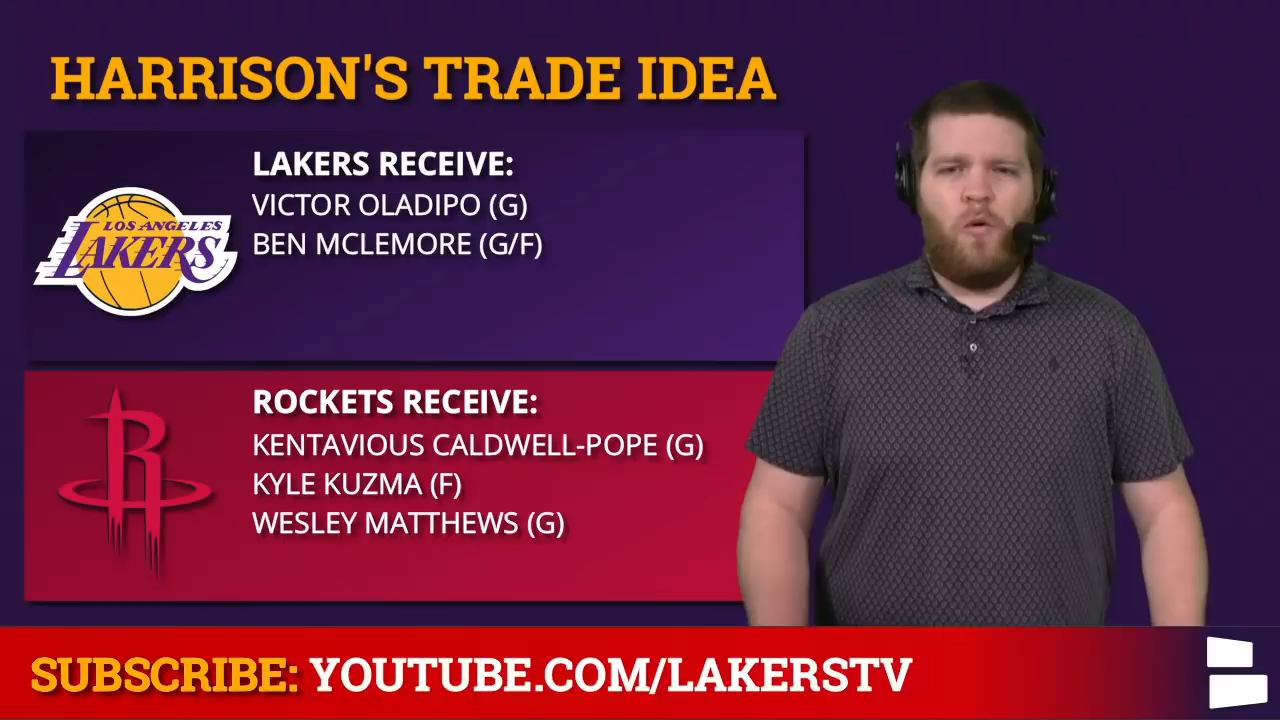 HARRISON'S TRADE IDEA
LAKERS RECEIVE:
VICTOR OLADIPO (G)
BEN MCLEMORE (G/F)
LOS ANGELES
LAKERS
ROCKETS RECEIVE:
KENTAVIOUS CALDWELL-POPE (G)
KYLE KUZMA (F)
WESLEY MATTHEWS (G)
R
SUBSCRIBE: YOUTUBE.COM/LAKERSTV